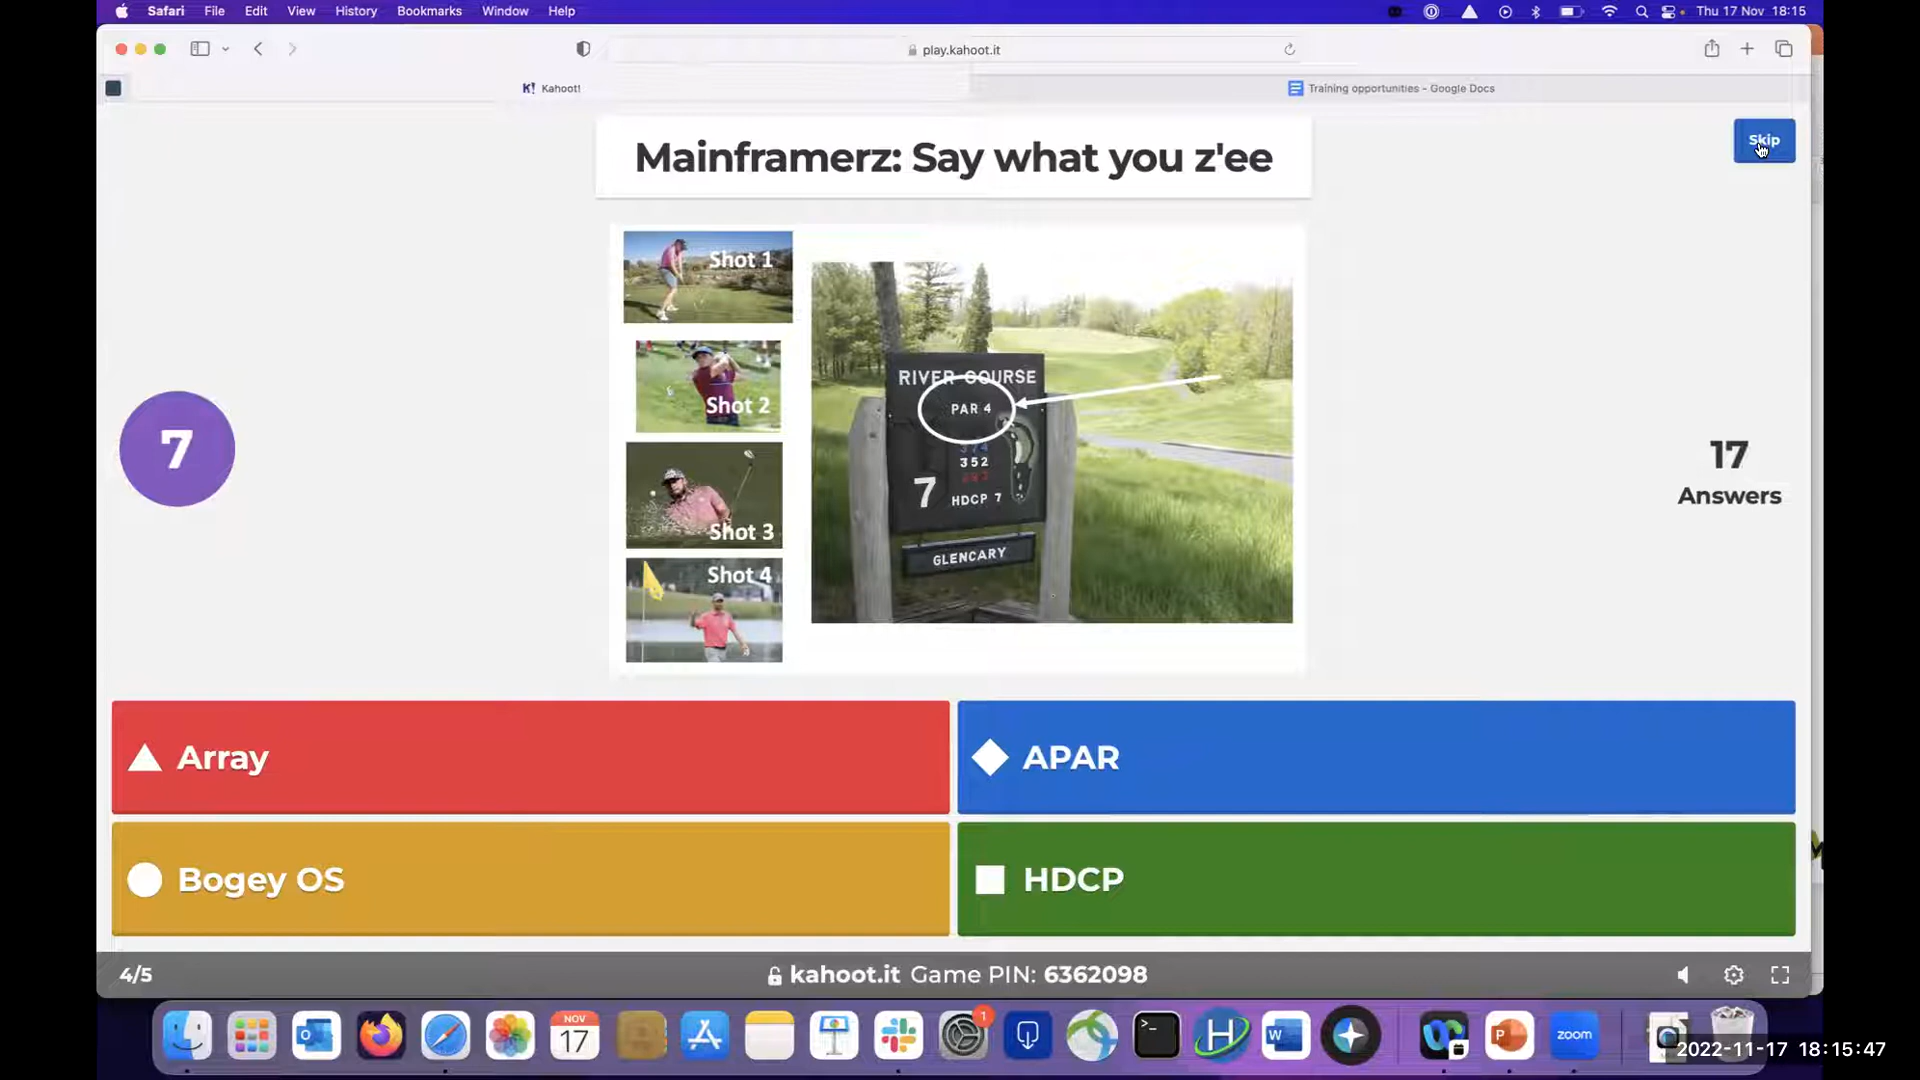 Safari File Edit View History Bookmarks Window Help Thu 17 Nov 18:15
play.kahoot.it
K! Kahoot! Training opportunities - Google Docs
Mainframerz: Say what you z'ee
Skip
Shot 1
Shot 2
Shot 3
Shot 4
RIVER COURSE
PAR 4
352
7 HDCP 7
GLENCARY
7
17
Answers
Array
APAR
Bogey OS
HDCP
4/5 kahoot.it Game PIN: 6362098
NOV
17
1
zoom
2022-11-17 18:15:47